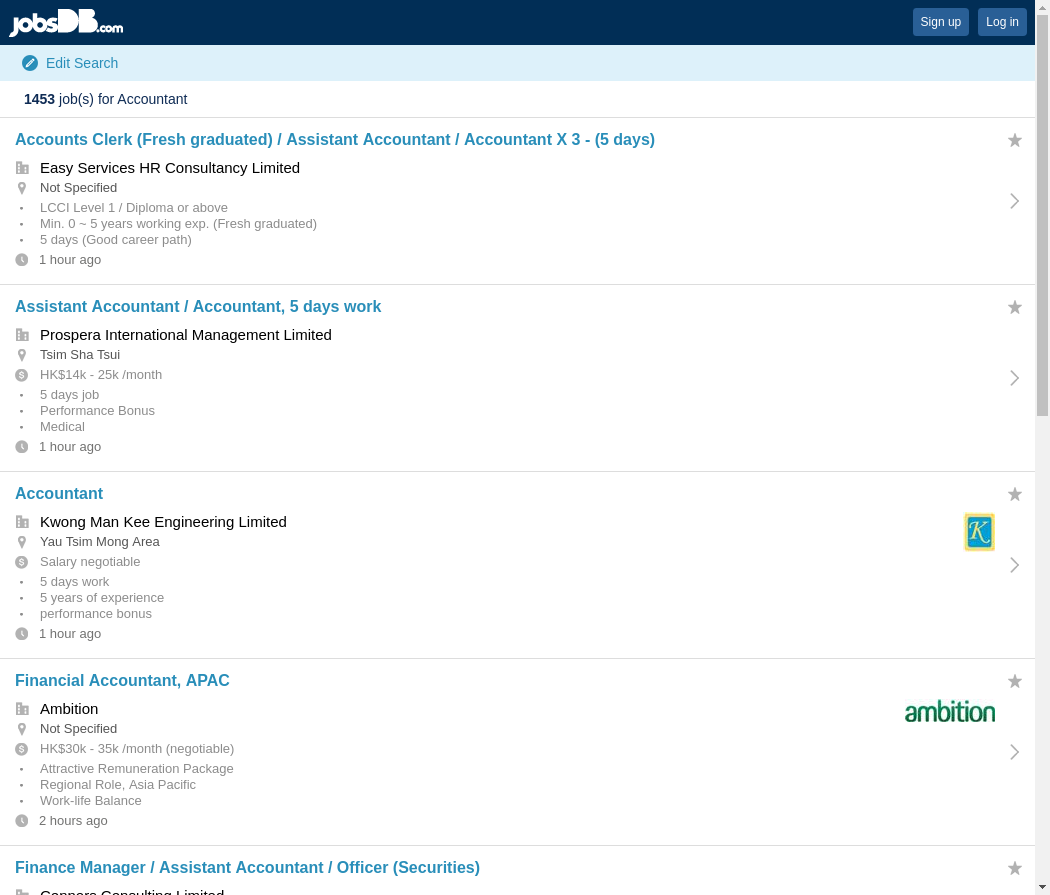 jobsDB.com
Sign up
Log in
Edit Search
1453 job(s) for Accountant
Accounts Clerk (Fresh graduated) / Assistant Accountant / Accountant X 3 - (5 days)
Easy Services HR Consultancy Limited
Not Specified
LCCI Level 1 / Diploma or above
Min. 0 ~ 5 years working exp. (Fresh graduated)
5 days (Good career path)
1 hour ago
Assistant Accountant / Accountant, 5 days work
Prospera International Management Limited
Tsim Sha Tsui
HK$14k - 25k /month
5 days job
Performance Bonus
Medical
1 hour ago
Accountant
Kwong Man Kee Engineering Limited
K
Yau Tsim Mong Area
Salary negotiable
5 days work
5 years of experience
performance bonus
1 hour ago
Financial Accountant, APAC
Ambition
ambition
Not Specified
HK$30k - 35k /month (negotiable)
Attractive Remuneration Package
Regional Role, Asia Pacific
Work-life Balance
2 hours ago
Finance Manager / Assistant Accountant / Officer (Securities)
Consulting Limited